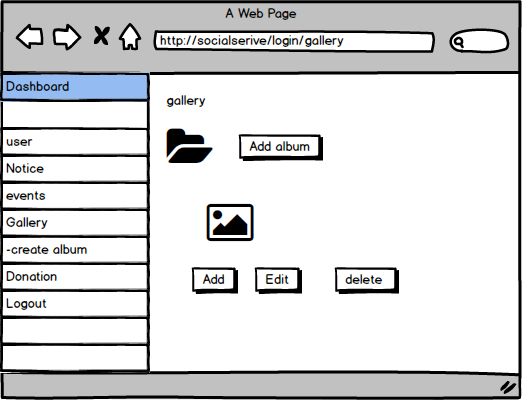 A Web Page
http://socialserive/login/gallery
Dashboard
user
Notice
events
Gallery
-create album
Donation
Logout
gallery
Add album
Add
Edit
delete